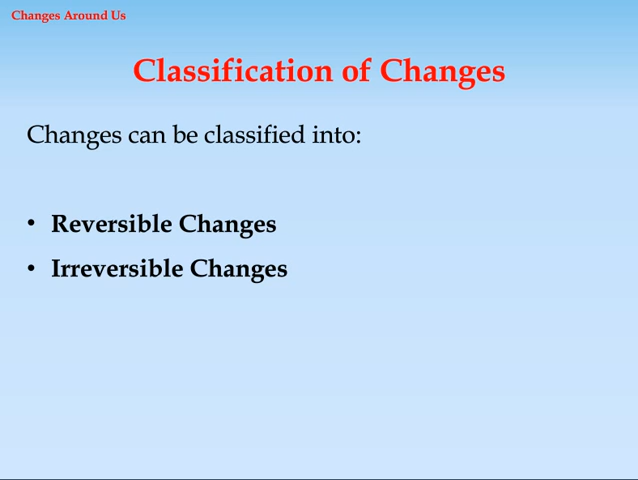 Changes Around Us
Classification of Changes
Changes can be classified into:
• Reversible Changes
• Irreversible Changes